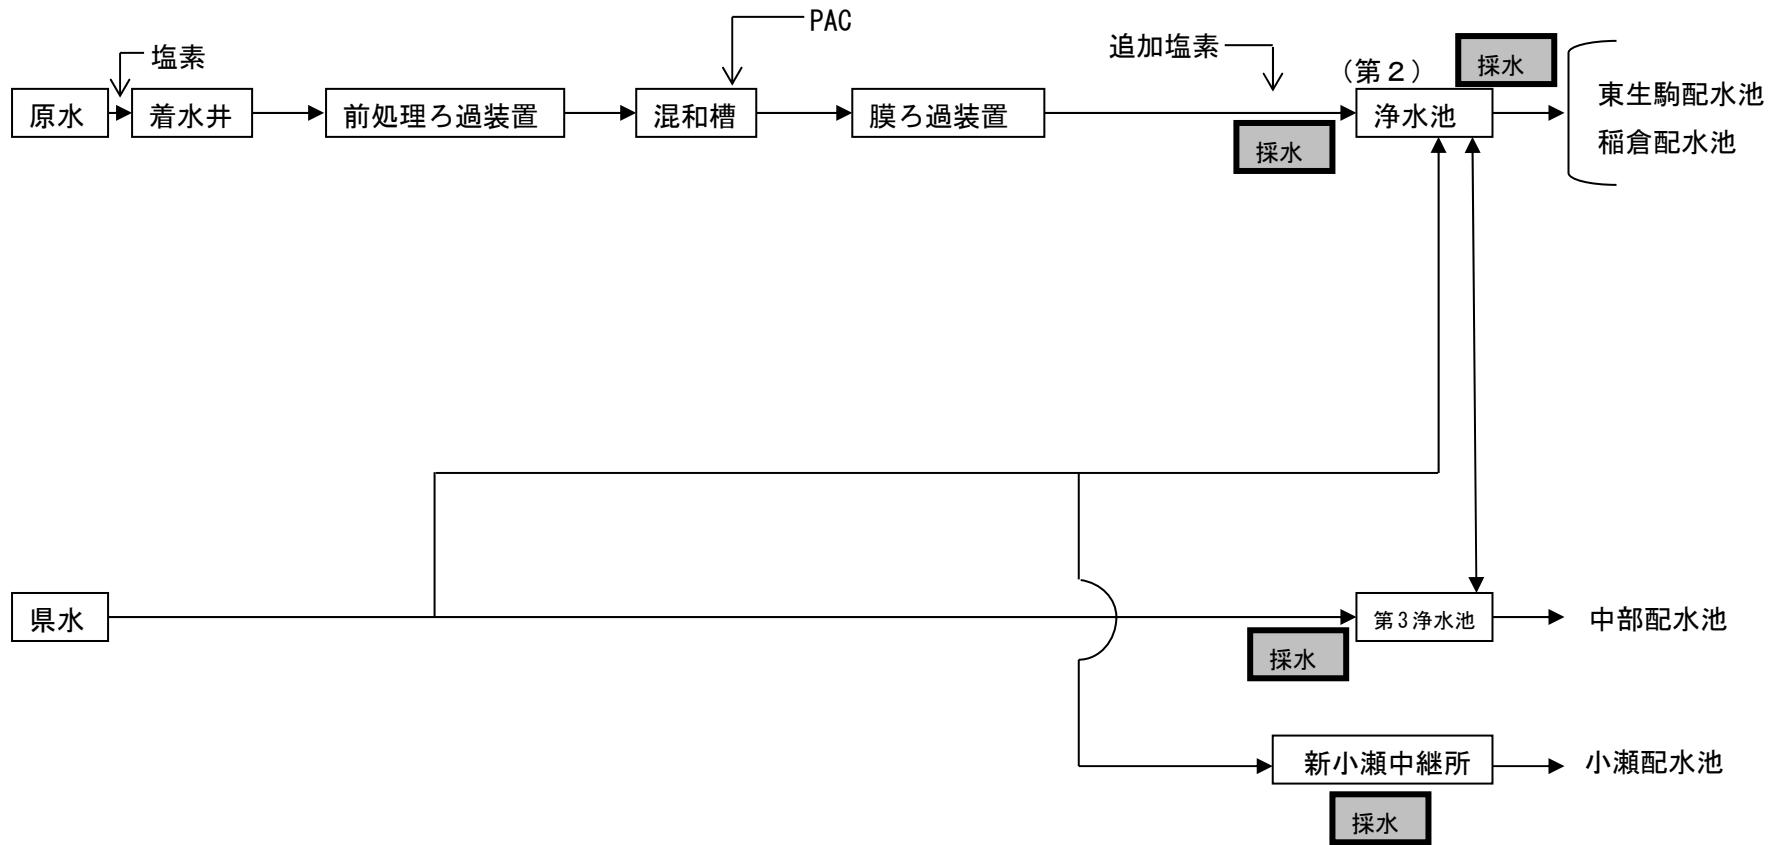 PAC
塩素
追加塩素
(第2)
採水
原水
着水井
前処理ろ過装置
混和槽
膜ろ過装置
採水
浄水池
東生駒配水池
稲倉配水池
県水
第3浄水池
中部配水池
採水
新小瀬中継所
小瀬配水池
採水